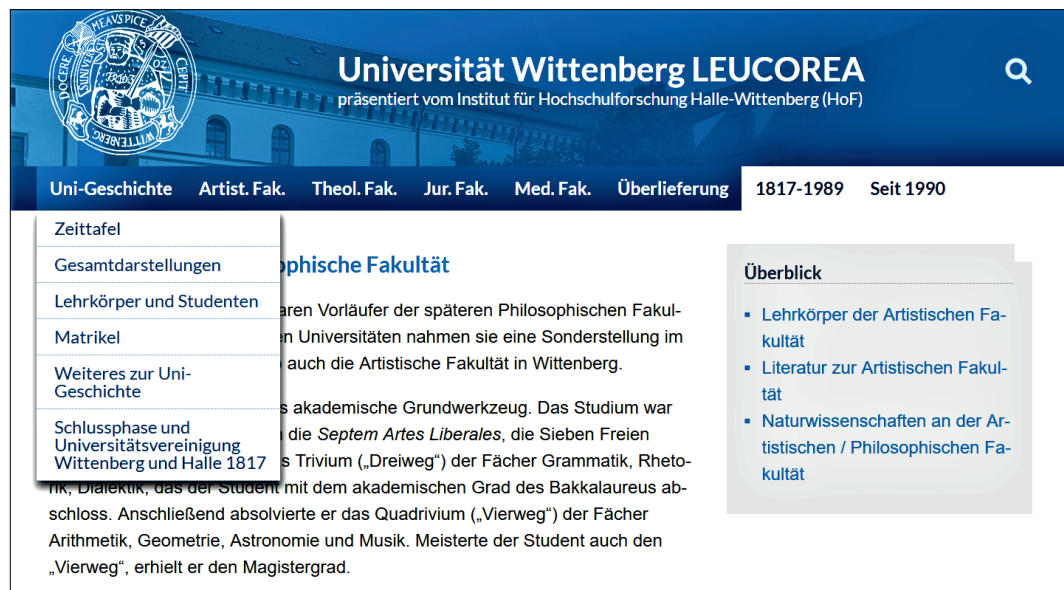 MEAVSPICE
DOCERE
CEPIT
WITTENBERG.
Universität Wittenberg LEUCOREA
präsentiert vom Institut für Hochschulforschung Halle-Wittenberg (HoF)
Uni-Geschichte Artist. Fak. Theol. Fak. Jur. Fak. Med. Fak. Überlieferung 1817-1989 Seit 1990
Zeittafel
Gesamtdarstellungen
Lehrkörper und Studenten
Matrikel
Weiteres zur Uni-
Geschichte
Schlussphase und
Universitätsvereinigung
Wittenberg und Halle 1817
phische Fakultät
aren Vorläufer der späteren Philosophischen Fakul-
n Universitäten nahmen sie eine Sonderstellung im
auch die Artistische Fakultät in Wittenberg.
s akademische Grundwerkzeug. Das Studium war
die Septem Artes Liberales, die Sieben Freien
s Trivium („Dreiweg“) der Fächer Grammatik, Rheto-
rik, Dialektik, das der Student mit dem akademischen Grad des Bakkalaureus ab-
schloss. Anschließend absolvierte er das Quadrivium („Vierweg“) der Fächer
Arithmetik, Geometrie, Astronomie und Musik. Meisterte der Student auch den
„Vierweg“, erhielt er den Magistergrad.
Überblick
▪ Lehrkörper der Artistischen Fa-
kultät
▪ Literatur zur Artistischen Fakul-
tät
▪ Naturwissenschaften an der Ar-
tistischen / Philosophischen Fa-
kultät